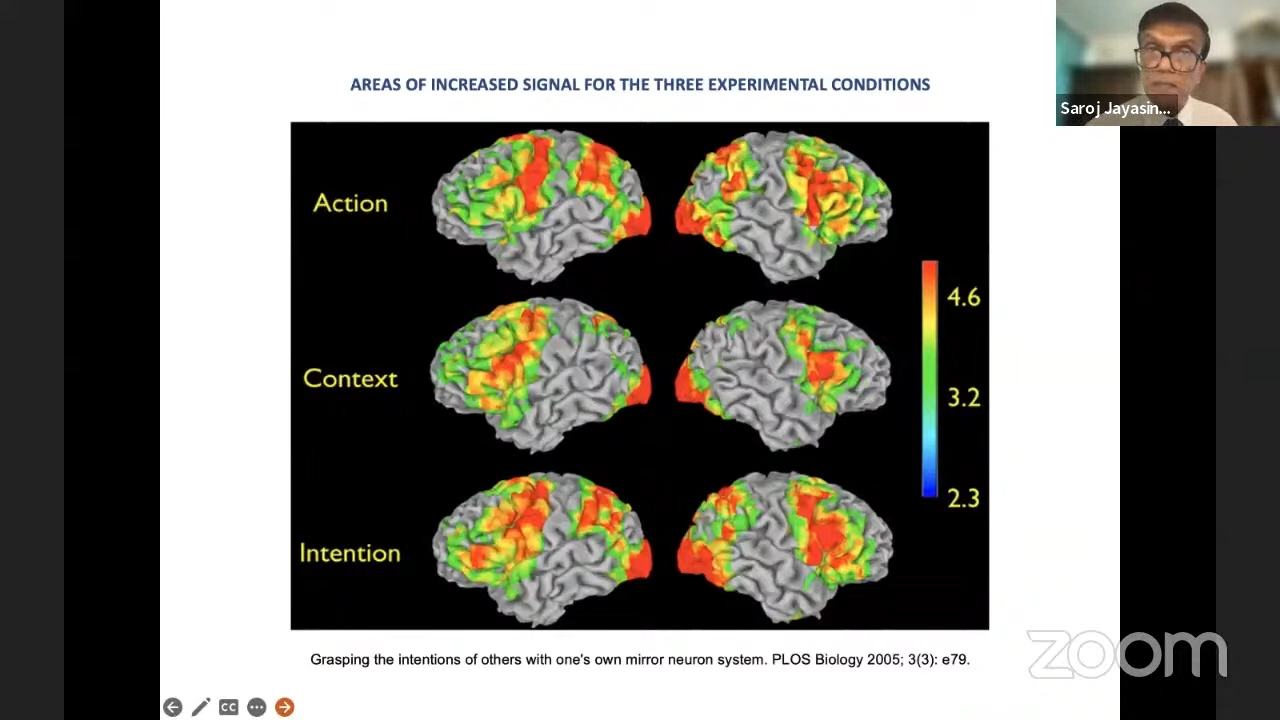 AREAS OF INCREASED SIGNAL FOR THE THREE EXPERIMENTAL CONDITIONS
Saroj Jayasin...
Action
Context
Intention
4.6
3.2
2.3
Grasping the intentions of others with one's own mirror neuron system. PLOS Biology 2005; 3(3): e79.
CC
zoom